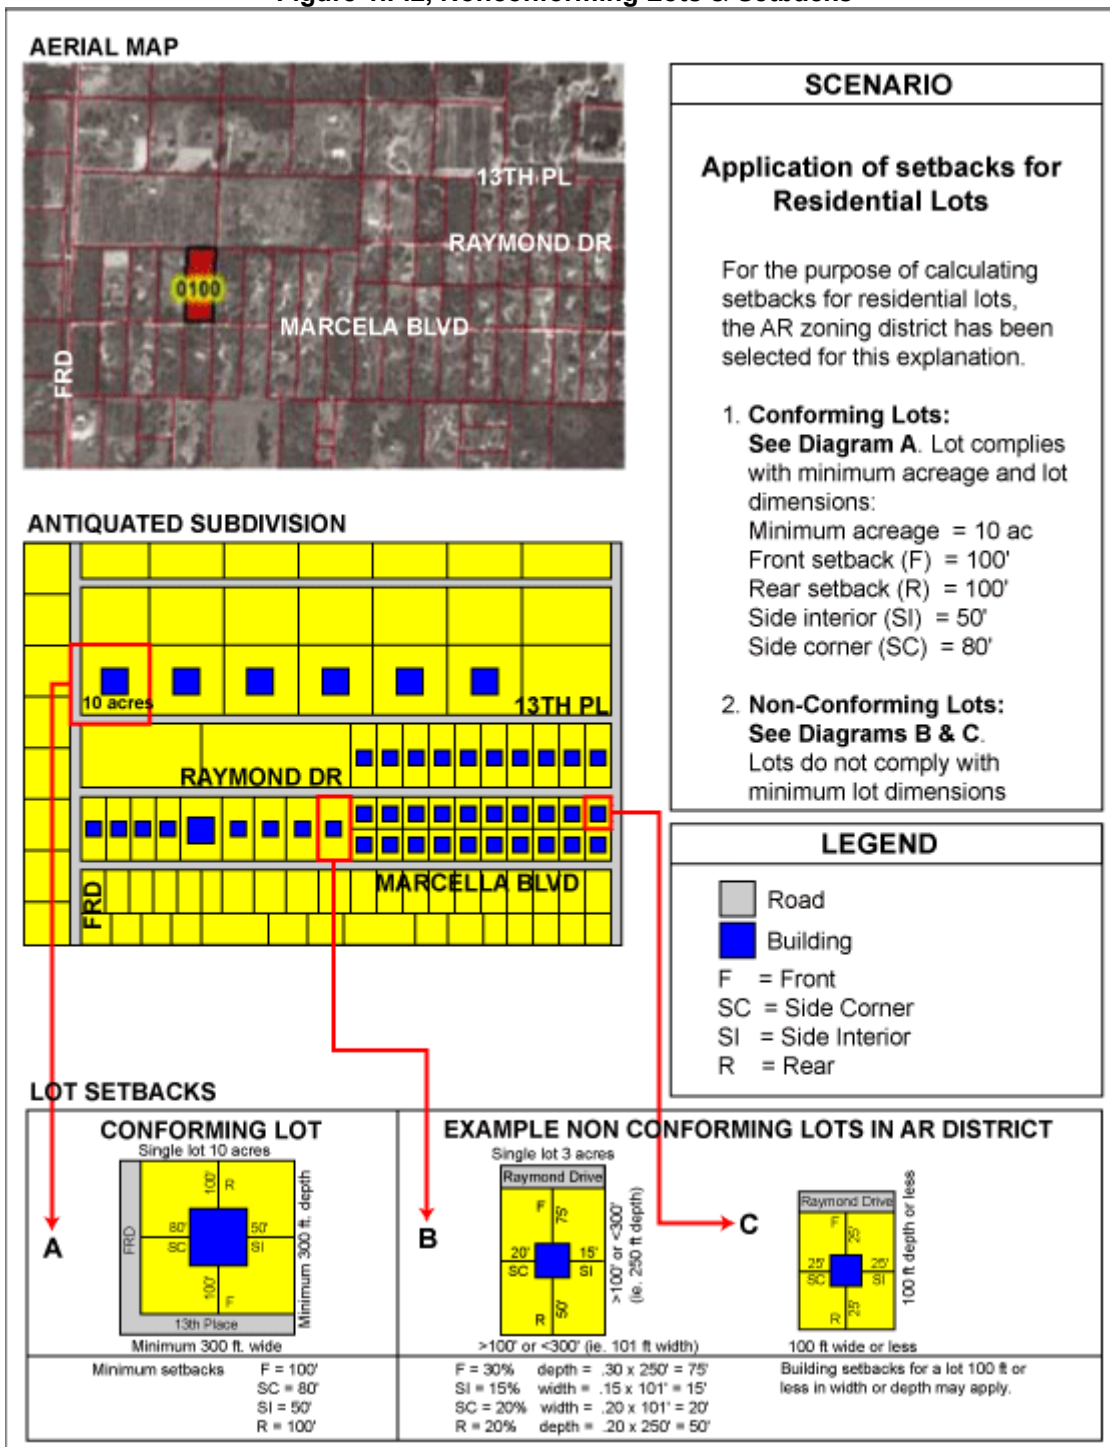 Figure 1.F.2, Nonconforming Lots & Setbacks
AERIAL MAP
13TH PL
RAYMOND DR
0100
MARCELA BLVD
FRD
SCENARIO
Application of setbacks for
Residential Lots
For the purpose of calculating
setbacks for residential lots,
the AR zoning district has been
selected for this explanation.
1. Conforming Lots:
See Diagram A. Lot complies
with minimum acreage and lot
dimensions:
Minimum acreage = 10 ac
Front setback (F) = 100'
Rear setback (R) = 100'
Side interior (SI) = 50'
Side corner (SC) = 80'
2. Non-Conforming Lots:
See Diagrams B & C.
Lots do not comply with
minimum lot dimensions
ANTIQUATED SUBDIVISION
10 acres
13TH PL
RAYMOND DR
MARCELLA BLVD
FRD
LEGEND
Road
Building
F = Front
SC = Side Corner
SI = Side Interior
R = Rear
LOT SETBACKS
CONFORMING LOT
Single lot 10 acres
A
FRD
100'
R
80'
SC
50'
SI
100'
F
13th Place
Minimum 300 ft. depth
Minimum 300 ft. wide
Minimum setbacks F = 100'
SC = 80'
SI = 50'
R = 100'
EXAMPLE NON CONFORMING LOTS IN AR DISTRICT
Single lot 3 acres
B
Raymond Drive
F
75'
20'
SC
15'
SI
R
50'
>100' or <300'
(ie. 250 ft depth)
>100' or <300' (ie. 101 ft width)
F = 30% depth = .30 x 250' = 75'
SI = 15% width = .15 x 101' = 15'
SC = 20% width = .20 x 101' = 20'
R = 20% depth = .20 x 250' = 50'
C
Raymond Drive
F
25'
25'
SC
25'
SI
R
25'
100 ft depth or less
100 ft wide or less
Building setbacks for a lot 100 ft or
less in width or depth may apply.